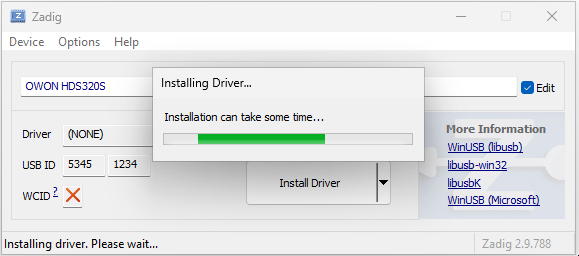 Zadig
Device Options Help
Installing Driver...
OWON HDS320S
Edit
Installation can take some time...
Driver (NONE)
More Information
WinUSB (libusb)
USB ID 5345 1234
libusb-win32
Install Driver
libusbK
WCID ?
WinUSB (Microsoft)
Installing driver. Please wait...
Zadig 2.9.788